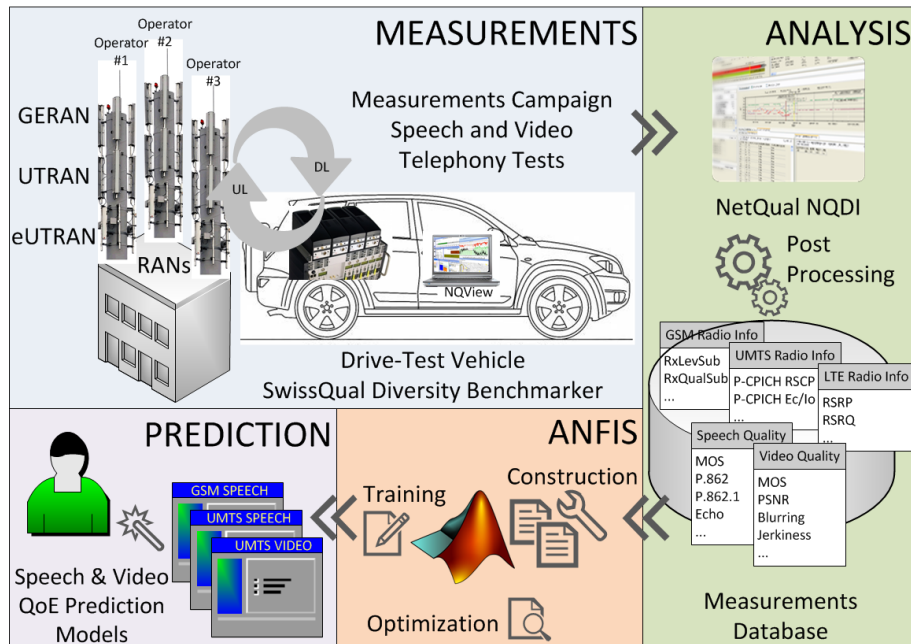 MEASUREMENTS
Operator
#1
Operator
#2
Operator
#3
GERAN
UTRAN
eUTRAN
RANs
UL
DL
Measurements Campaign
Speech and Video
Telephony Tests
NQView
Drive-Test Vehicle
SwissQual Diversity Benchmarker
ANALYSIS
NetQual NQDI
Post
Processing
GSM Radio Info
RxLevSub
RxQualSub
...
UMTS Radio Info
P-CPICH RSCP
P-CPICH Ec/Io
...
LTE Radio Info
RSRP
RSRQ
...
Speech Quality
MOS
P.862
P.862.1
Echo
...
Video Quality
MOS
PSNR
Blurring
Jerkiness
...
Measurements
Database
ANFIS
Construction
Training
Optimization
PREDICTION
GSM SPEECH
UMTS SPEECH
UMTS VIDEO
Speech & Video
QoE Prediction
Models